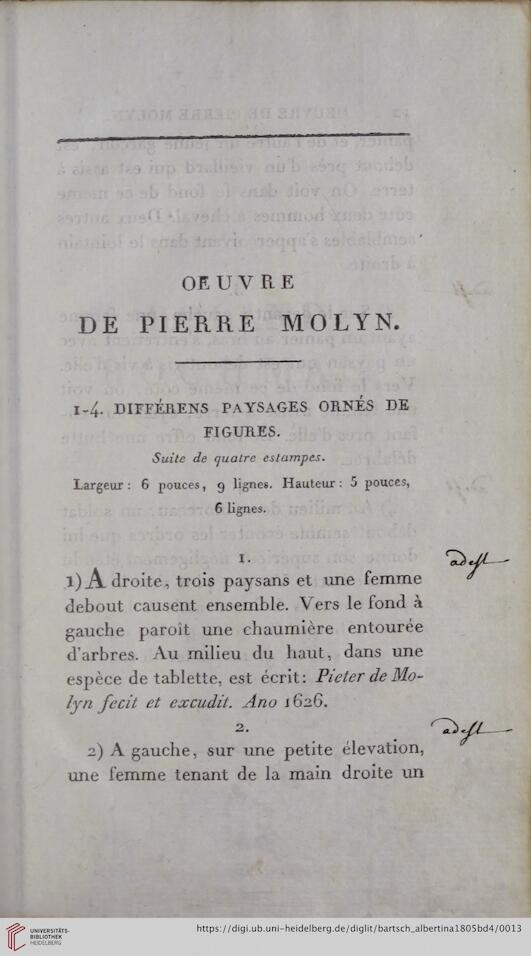 OEUVRE
DE PIERRE MOLYN.
1-4. DIFFÉRENS PAYSAGES ORNÉS DE
FIGURES.
Suite de quatre estampes.
Largeur : 6 pouces, 9 lignes. Hauteur : 5 pouces,
6 lignes.
1.
adest
1) A droite, trois paysans et une femme
debout causent ensemble. Vers le fond à
gauche paroît une chaumière entourée
d'arbres. Au milieu du haut, dans une
espèce de tablette, est écrit: Pieter de Mo-
lyn fecit et excudit. Ano 1626.
2.
adest
2) A gauche, sur une petite élevation,
une femme tenant de la main droite un
UNIVERSITÄTS-
BIBLIOTHEK
HEIDELBERG
https://digi.ub.uni-heidelberg.de/diglit/bartsch_albertina1805bd4/0013